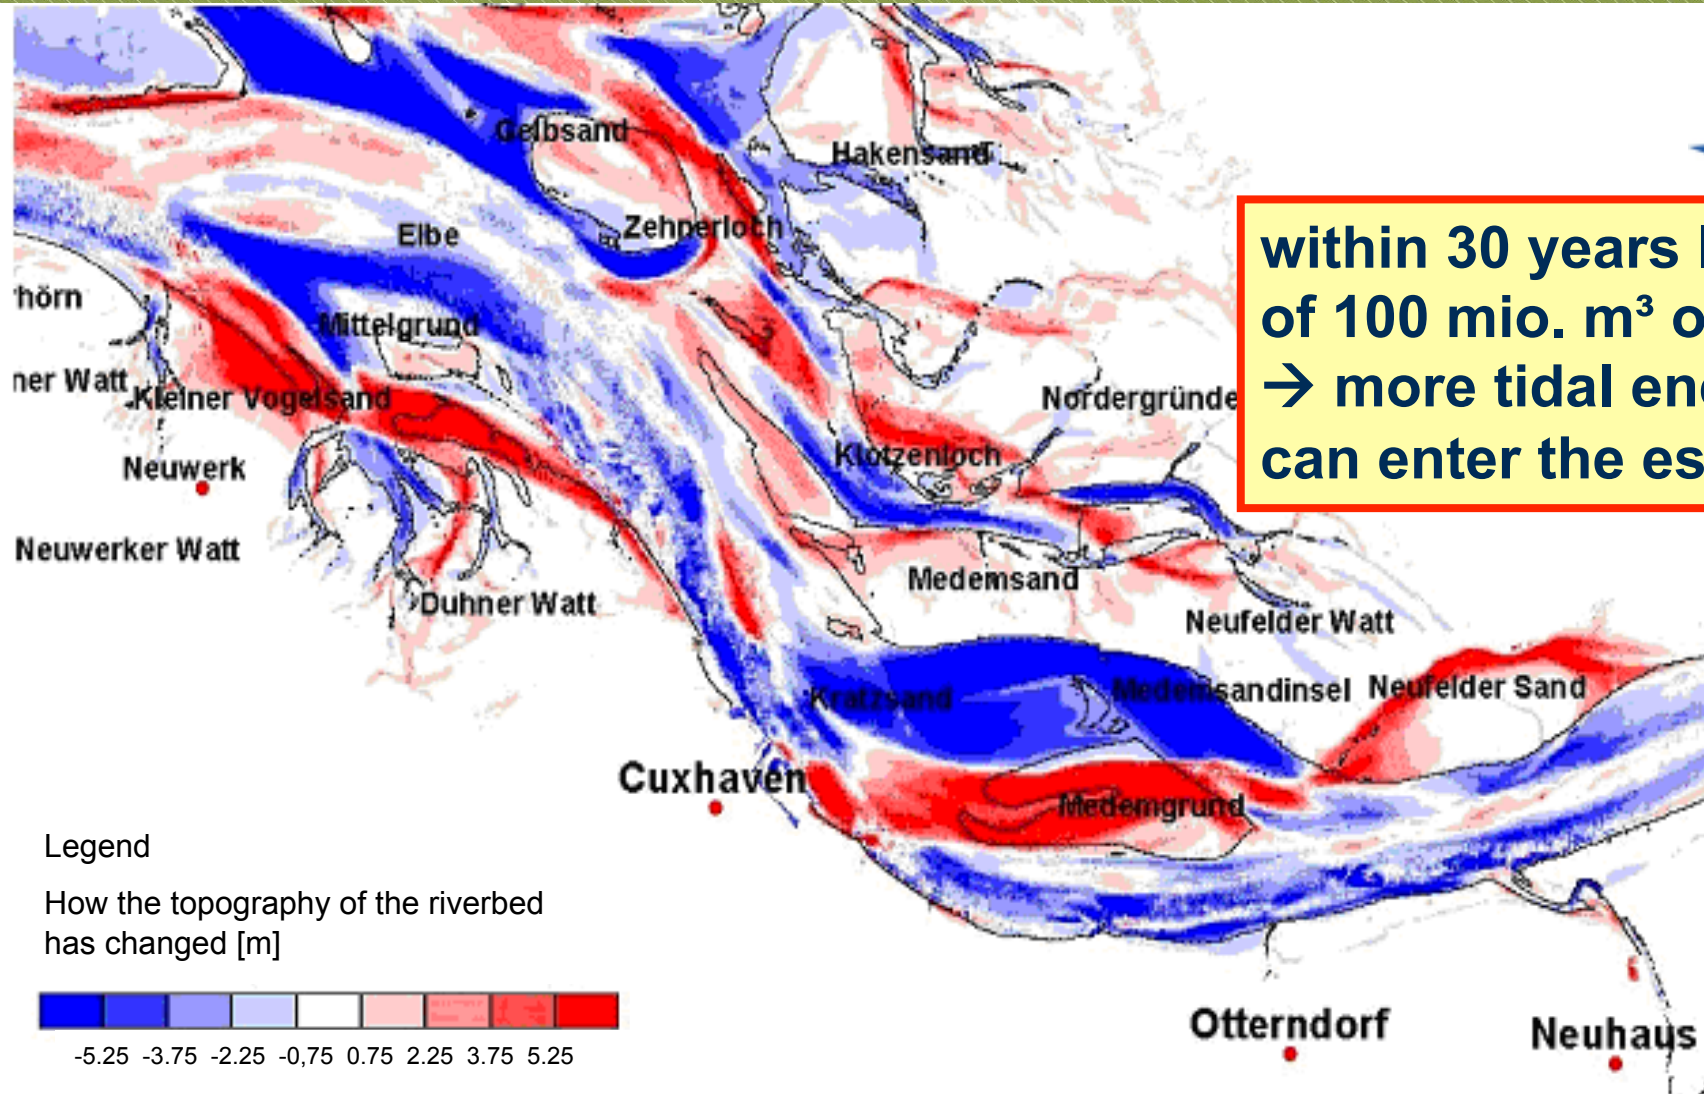 Gelbsand
Hakensand
Zehnerloch
Elbe
within 30 years
of 100 mio. m³ o
→ more tidal ene
can enter the es
hörn
Mittelgrund
ner Watt
Kleiner Vogelsand
Nordergründe
Klotzenloch
Neuwerk
Neuwerker Watt
Medemsand
Duhner Watt
Neufelder Watt
Kratzsand
Medemsandinsel
Neufelder Sand
Cuxhaven
Medemgrund
Legend
How the topography of the riverbed
has changed [m]
Otterndorf
Neuhaus
-5.25 -3.75 -2.25 -0,75 0.75 2.25 3.75 5.25